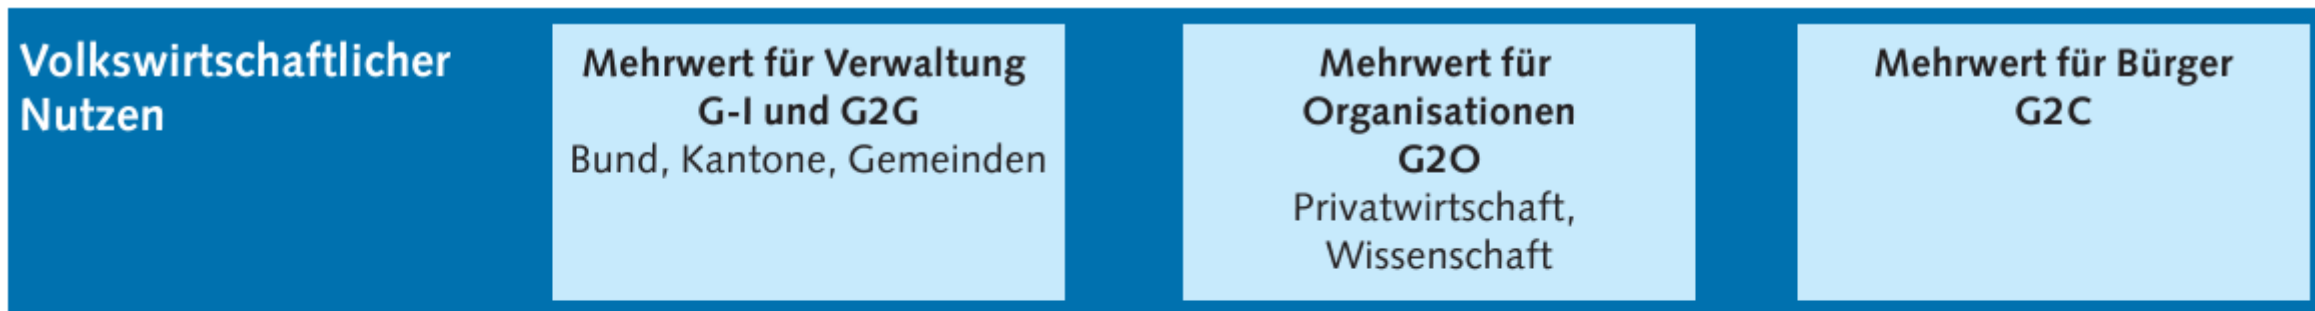 Volkswirtschaftlicher
Nutzen
Mehrwert für Verwaltung
G-I und G2G
Bund, Kantone, Gemeinden
Mehrwert für
Organisationen
G2O
Privatwirtschaft,
Wissenschaft
Mehrwert für Bürger
G2C